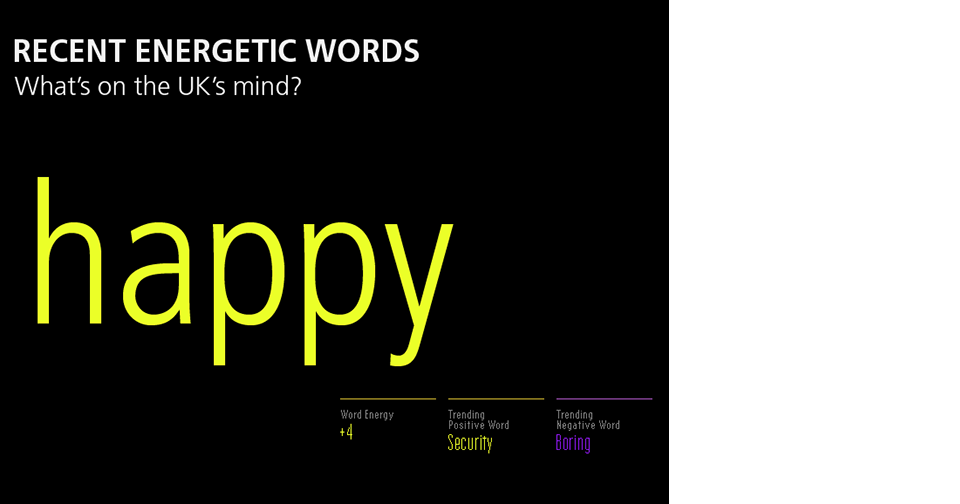 RECENT ENERGETIC WORDS
What's on the UK's mind?
happy
Word Energy
+4
Trending
Positive Word
Security
Trending
Negative Word
Boring